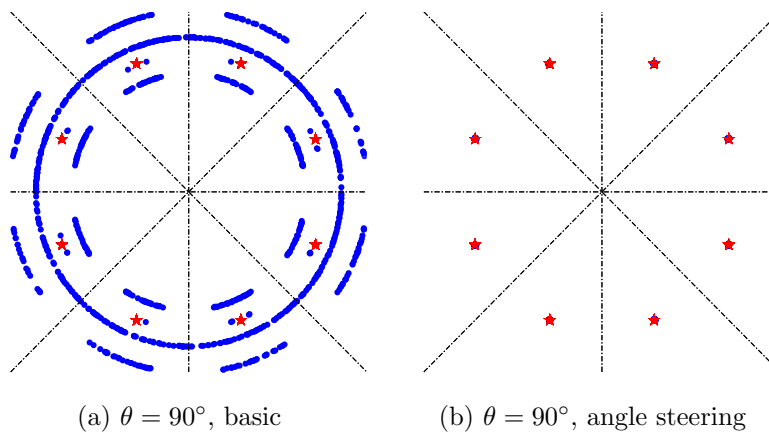 (a) θ = 90°, basic
(b) θ = 90°, angle steering